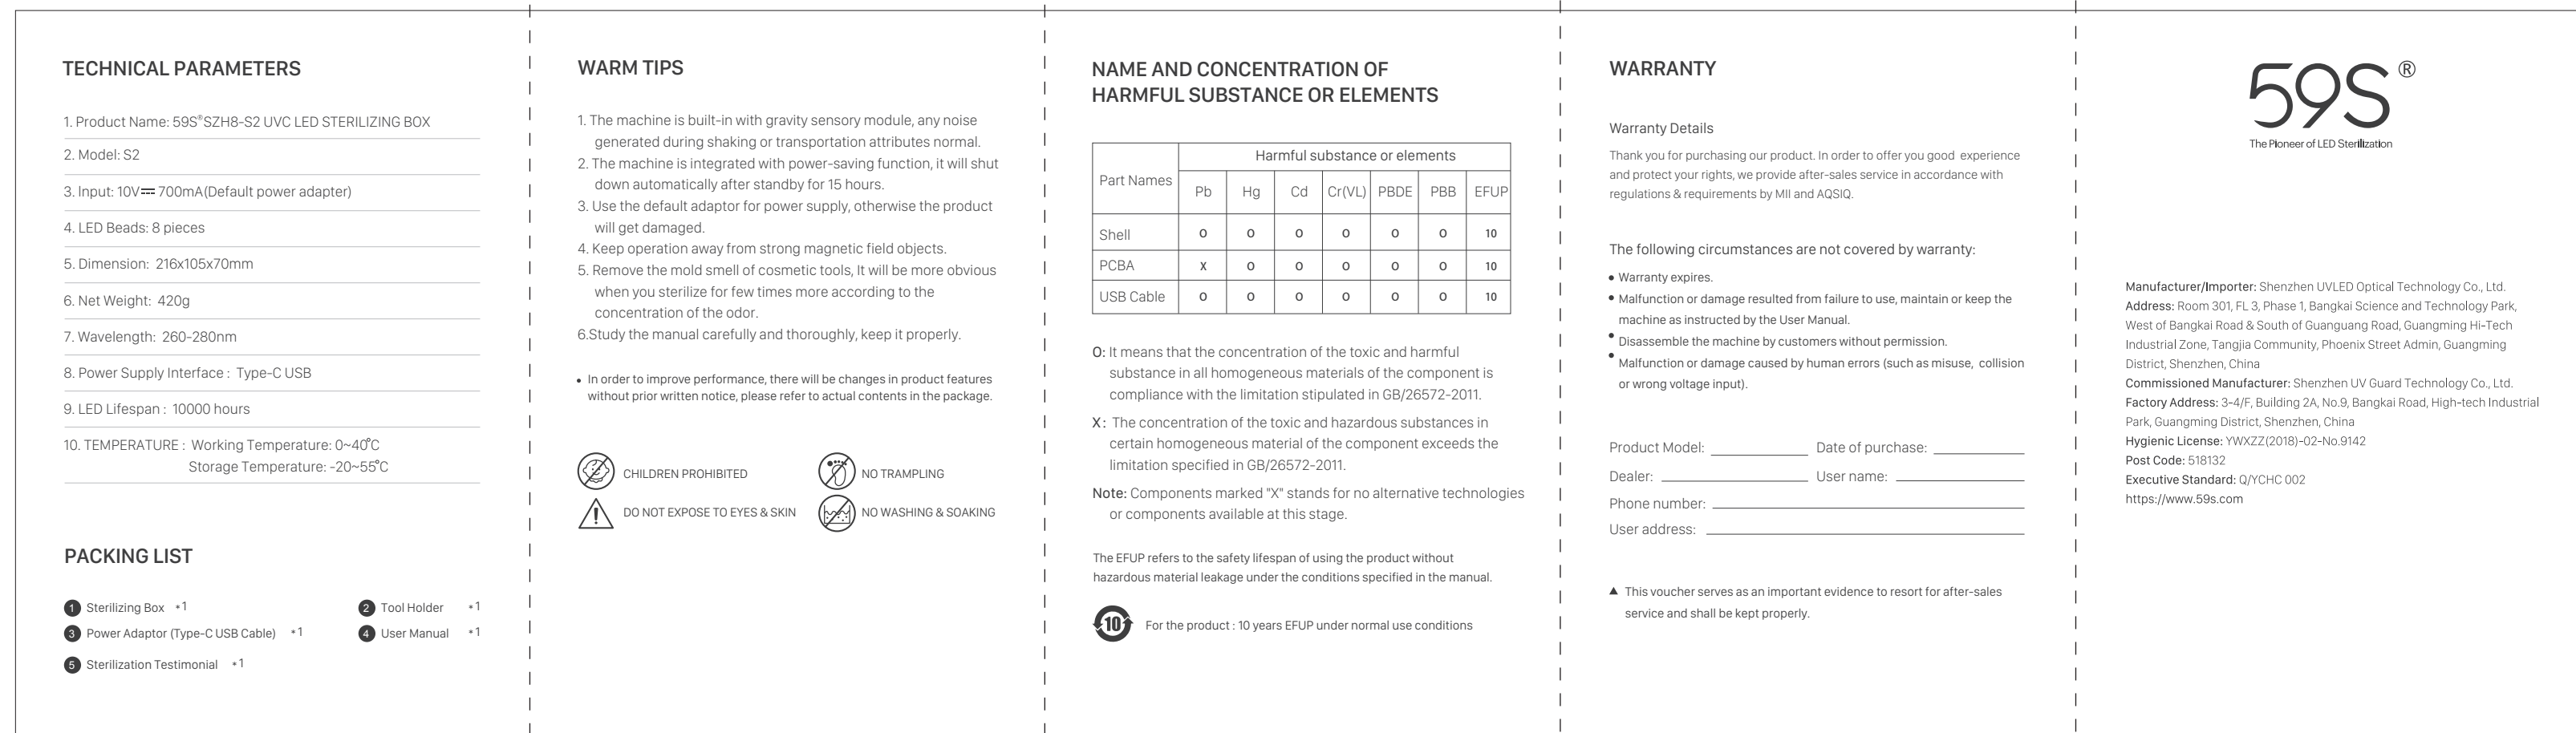 TECHNICAL PARAMETERS
1. Product Name: 59S®SZH8-S2 UVC LED STERILIZING BOX
2. Model: S2
3. Input: 10V⎓700mA(Default power adapter)
4. LED Beads: 8 pieces
5. Dimension: 216x105x70mm
6. Net Weight: 420g
7. Wavelength: 260-280nm
8. Power Supply Interface : Type-C USB
9. LED Lifespan : 10000 hours
10. TEMPERATURE : Working Temperature: 0~40℃
Storage Temperature: -20~55℃
PACKING LIST
1 Sterilizing Box *1
2 Tool Holder *1
3 Power Adaptor (Type-C USB Cable) *1
4 User Manual *1
5 Sterilization Testimonial *1
WARM TIPS
1. The machine is built-in with gravity sensory module, any noise
generated during shaking or transportation attributes normal.
2. The machine is integrated with power-saving function, it will shut
down automatically after standby for 15 hours.
3. Use the default adaptor for power supply, otherwise the product
will get damaged.
4. Keep operation away from strong magnetic field objects.
5. Remove the mold smell of cosmetic tools, It will be more obvious
when you sterilize for few times more according to the
concentration of the odor.
6.Study the manual carefully and thoroughly, keep it properly.
• In order to improve performance, there will be changes in product features
without prior written notice, please refer to actual contents in the package.
CHILDREN PROHIBITED
NO TRAMPLING
DO NOT EXPOSE TO EYES & SKIN
NO WASHING & SOAKING
NAME AND CONCENTRATION OF
HARMFUL SUBSTANCE OR ELEMENTS
Part Names
Harmful substance or elements
Pb Hg Cd Cr(VL) PBDE PBB EFUP
Shell O O O O O O 10
PCBA X O O O O O 10
USB Cable O O O O O O 10
O: It means that the concentration of the toxic and harmful
substance in all homogeneous materials of the component is
compliance with the limitation stipulated in GB/26572-2011.
X : The concentration of the toxic and hazardous substances in
certain homogeneous material of the component exceeds the
limitation specified in GB/26572-2011.
Note: Components marked "X" stands for no alternative technologies
or components available at this stage.
The EFUP refers to the safety lifespan of using the product without
hazardous material leakage under the conditions specified in the manual.
10
For the product : 10 years EFUP under normal use conditions
WARRANTY
Warranty Details
Thank you for purchasing our product. In order to offer you good experience
and protect your rights, we provide after-sales service in accordance with
regulations & requirements by MII and AQSIQ.
The following circumstances are not covered by warranty:
• Warranty expires.
• Malfunction or damage resulted from failure to use, maintain or keep the
machine as instructed by the User Manual.
• Disassemble the machine by customers without permission.
• Malfunction or damage caused by human errors (such as misuse, collision
or wrong voltage input).
Product Model: ________ Date of purchase: ________
Dealer: ________ User name: ________
Phone number: ________
User address: ________
▲ This voucher serves as an important evidence to resort for after-sales
service and shall be kept properly.
59S®
The Pioneer of LED Sterilization
Manufacturer/Importer: Shenzhen UVLED Optical Technology Co., Ltd.
Address: Room 301, FL 3, Phase 1, Bangkai Science and Technology Park,
West of Bangkai Road & South of Guanguang Road, Guangming Hi-Tech
Industrial Zone, Tangjia Community, Phoenix Street Admin, Guangming
District, Shenzhen, China
Commissioned Manufacturer: Shenzhen UV Guard Technology Co., Ltd.
Factory Address: 3-4/F, Building 2A, No.9, Bangkai Road, High-tech Industrial
Park, Guangming District, Shenzhen, China
Hygienic License: YWXZZ(2018)-02-No.9142
Post Code: 518132
Executive Standard: Q/YCHC 002
https://www.59s.com